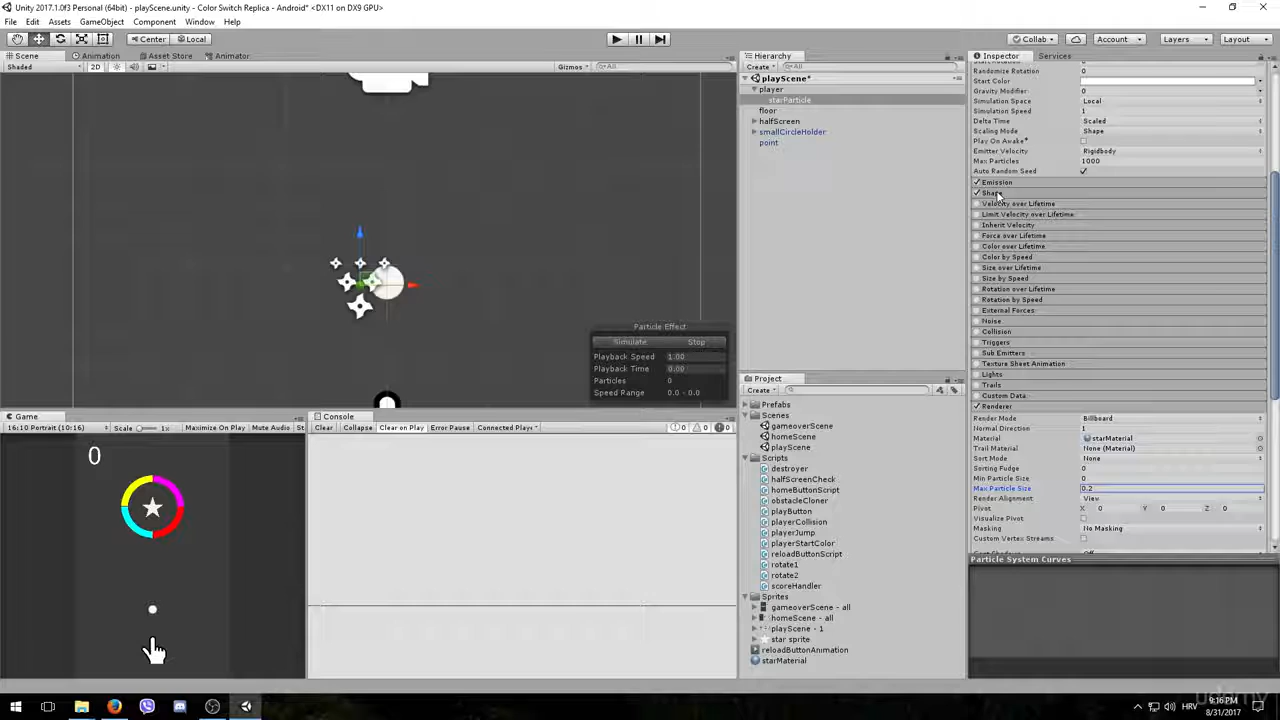 Unity 2017.1.0f3 Personal (64bit) - playScene.unity - Color Switch Replica - Android* <DX11 on DX9 GPU>
File Edit Assets GameObject Component Window Help
Center Local Collab Account Layers Layout
Scene Animation Asset Store Animator
Shaded 2D Gizmos All
Particle Effect
Simulate Stop
Playback Speed 1.00
Playback Time 0.00
Particles 0
Speed Range 0.0 - 0.0
Hierarchy
Create All
playScene*
player
starParticle
floor
halfScreen
smallCircleHolder
point
Game
16:10 Portrait (10:16) Scale 1x Maximize On Play Mute Audio
0
Console
Clear Collapse Clear on Play Error Pause Connected Playe
0 0 0
Project
Create
Prefabs
Scenes
gameoverScene
homeScene
playScene
Scripts
destroyer
halfScreenCheck
homeButtonScript
obstacleCloner
playButton
playerCollision
playerJump
playerStartColor
reloadButtonScript
rotate1
rotate2
scoreHandler
Sprites
gameoverScene - all
homeScene - all
playScene - 1
star sprite
reloadButtonAnimation
starMaterial
Inspector Services
Randomize Rotation 0
Start Color
Gravity Modifier 0
Simulation Space Local
Simulation Speed 1
Delta Time Scaled
Scaling Mode Shape
Play On Awake*
Emitter Velocity Rigidbody
Max Particles 1000
Auto Random Seed
Emission
Shape
Velocity over Lifetime
Limit Velocity over Lifetime
Inherit Velocity
Force over Lifetime
Color over Lifetime
Color by Speed
Size over Lifetime
Size by Speed
Rotation over Lifetime
Rotation by Speed
External Forces
Noise
Collision
Triggers
Sub Emitters
Texture Sheet Animation
Lights
Trails
Custom Data
Renderer
Render Mode Billboard
Normal Direction 1
Material starMaterial
Trail Material None (Material)
Sort Mode None
Sorting Fudge 0
Min Particle Size 0
Max Particle Size 0.2
Render Alignment View
Pivot X 0 Y 0 Z 0
Visualize Pivot
Masking No Masking
Custom Vertex Streams
Particle System Curves
udemy
HRV 9:16 PM
8/31/2017